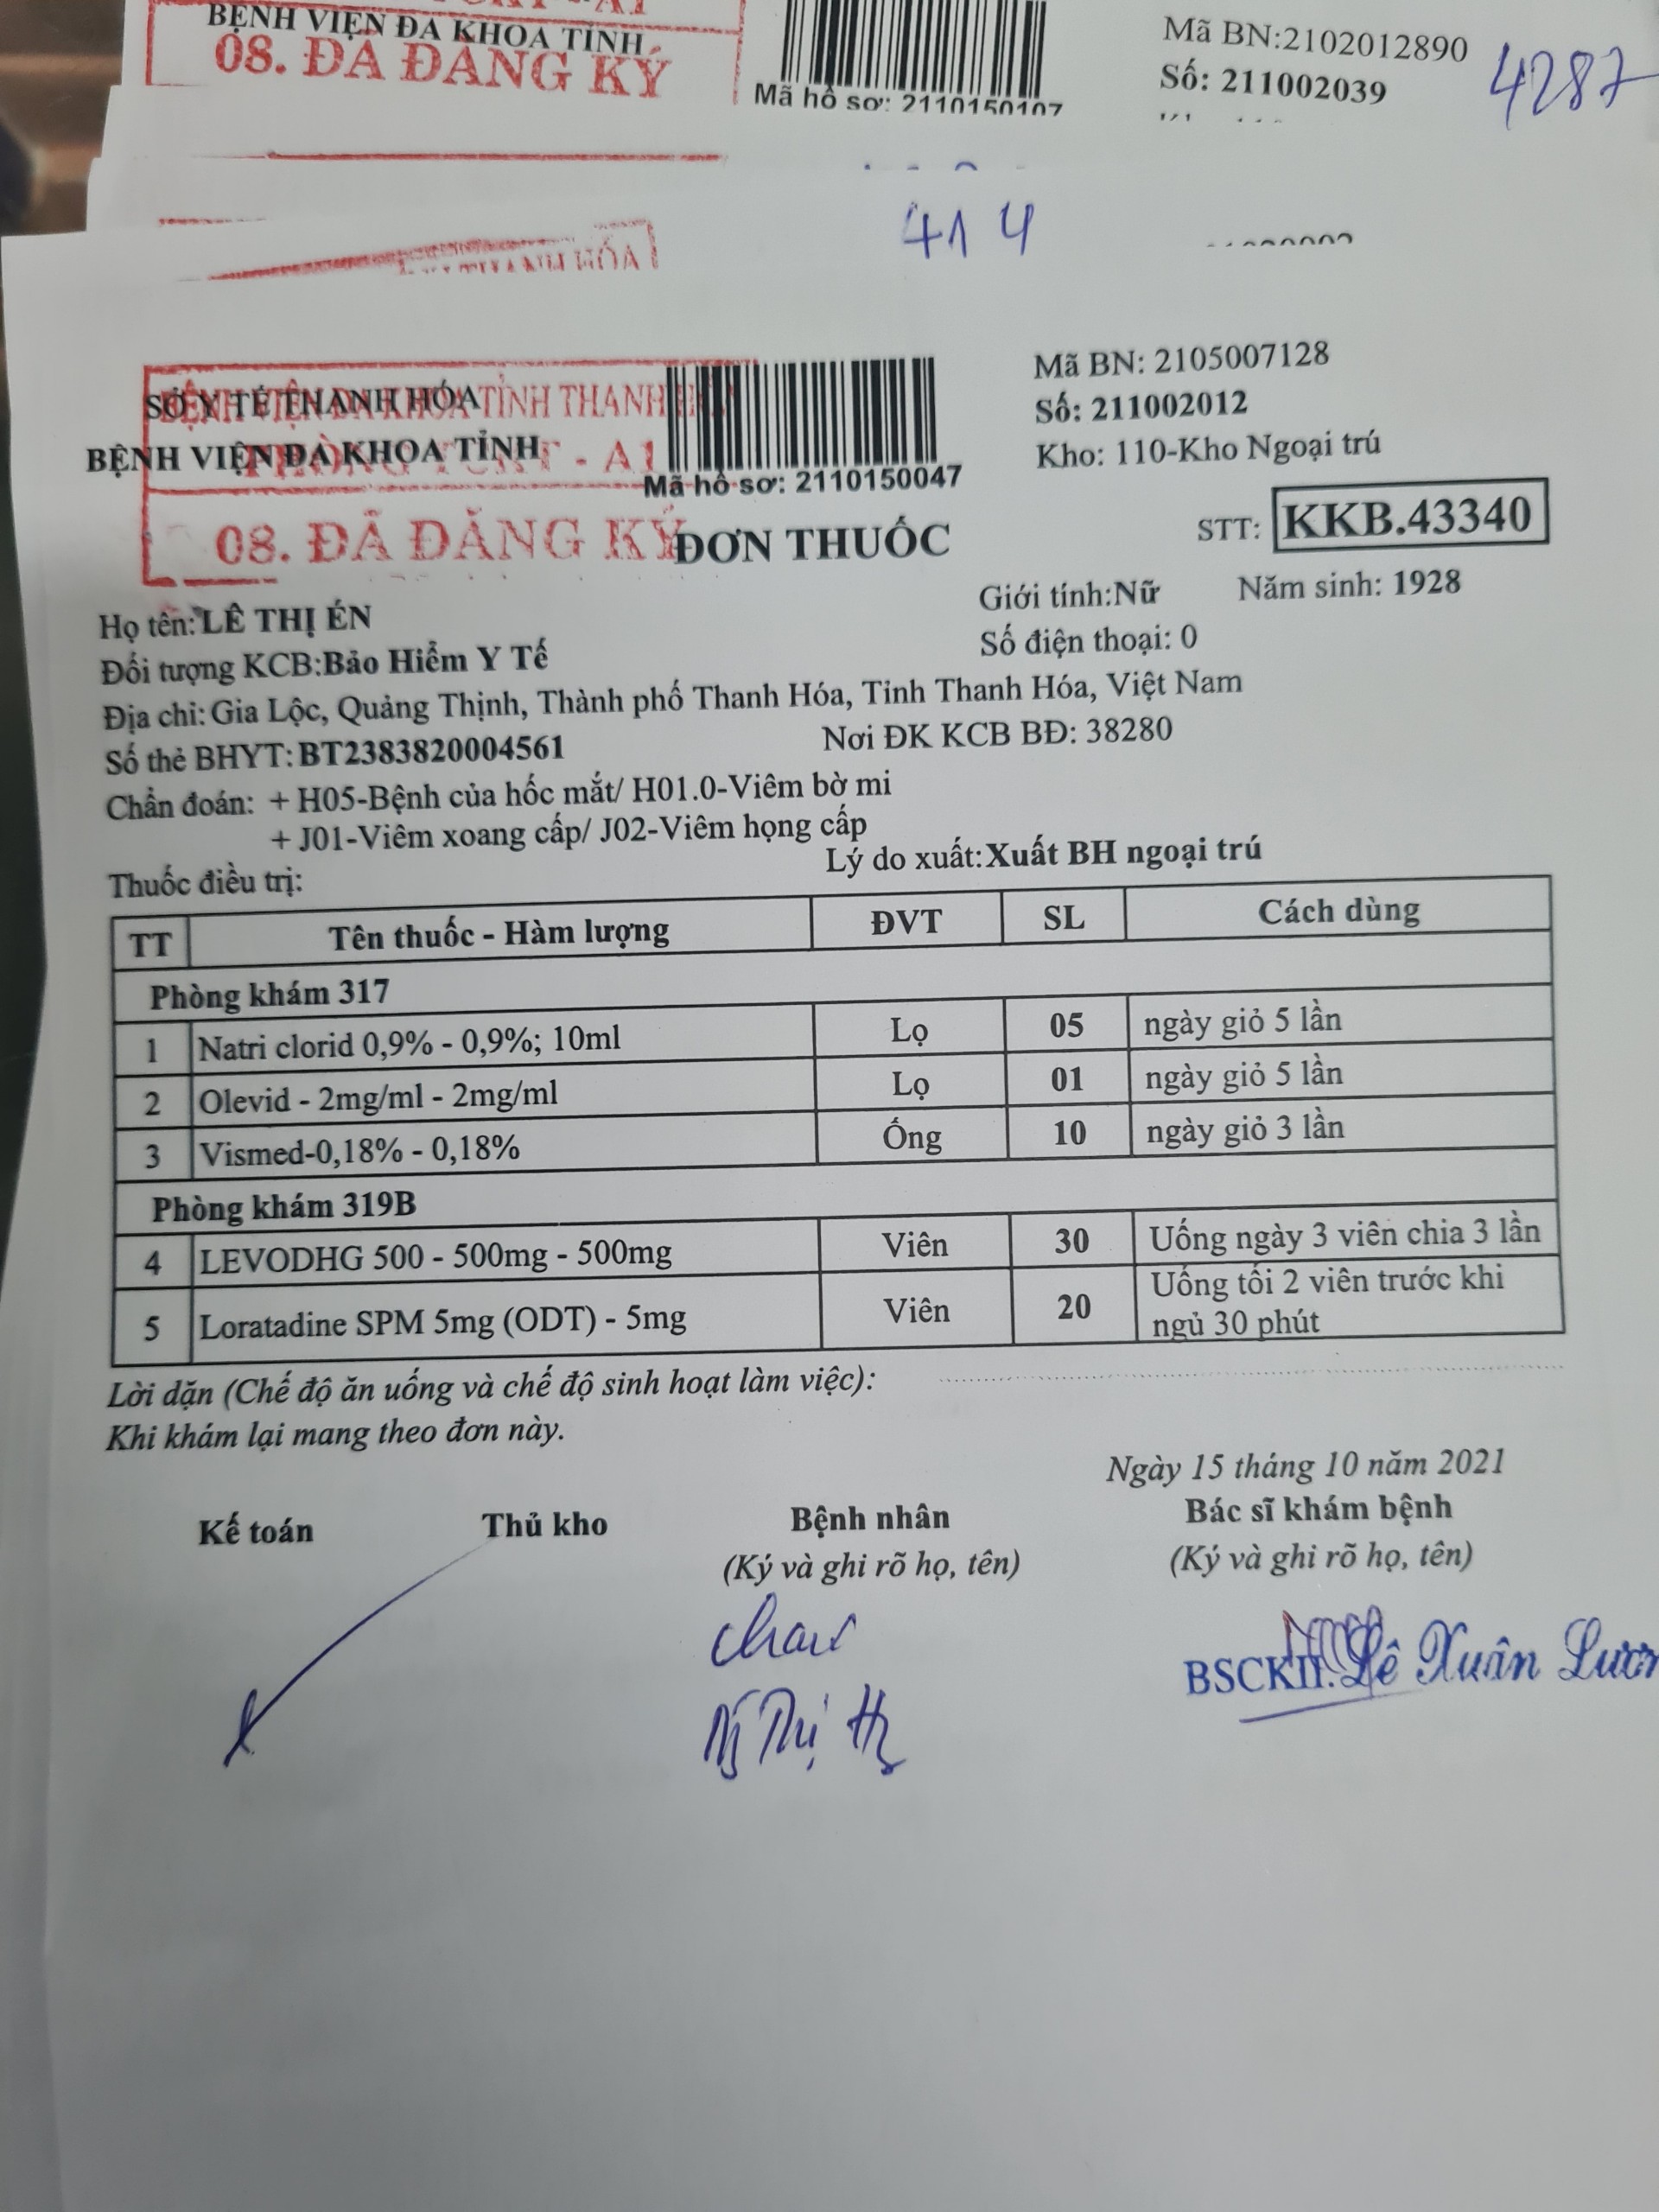 BỆNH VIỆN ĐA KHOA TỈNH
08. ĐÃ ĐĂNG KÝ
Mã hồ sơ: 2110150107
Mã BN:2102012890
Số: 211002039
4287
414
THANH HÓA
SỞ Y TẾ THANH HÓA
BỆNH VIỆN ĐA KHOA TỈNH
TỈNH THANH
- A1
08. ĐÃ ĐĂNG KÝ
Mã hồ sơ: 2110150047
Mã BN: 2105007128
Số: 211002012
Kho: 110-Kho Ngoại trú
STT: KKB.43340
ĐƠN THUỐC
Họ tên: LÊ THỊ ÉN Giới tính:Nữ Năm sinh: 1928
Đối tượng KCB:Bảo Hiểm Y Tế Số điện thoại: 0
Địa chỉ: Gia Lộc, Quảng Thịnh, Thành phố Thanh Hóa, Tỉnh Thanh Hóa, Việt Nam
Số thẻ BHYT: BT2383820004561 Nơi ĐK KCB BĐ: 38280
Chẩn đoán: + H05-Bệnh của hốc mắt/ H01.0-Viêm bờ mi
+ J01-Viêm xoang cấp/ J02-Viêm họng cấp
Thuốc điều trị: Lý do xuất:Xuất BH ngoại trú
TT Tên thuốc - Hàm lượng ĐVT SL Cách dùng
Phòng khám 317
1 Natri clorid 0,9% - 0,9%; 10ml Lọ 05 ngày giỏ 5 lần
2 Olevid - 2mg/ml - 2mg/ml Lọ 01 ngày giỏ 5 lần
3 Vismed-0,18% - 0,18% Ống 10 ngày giỏ 3 lần
Phòng khám 319B
4 LEVODHG 500 - 500mg - 500mg Viên 30 Uống ngày 3 viên chia 3 lần
5 Loratadine SPM 5mg (ODT) - 5mg Viên 20 Uống tối 2 viên trước khi
ngủ 30 phút
Lời dặn (Chế độ ăn uống và chế độ sinh hoạt làm việc):
Khi khám lại mang theo đơn này.
Ngày 15 tháng 10 năm 2021
Kế toán Thủ kho Bệnh nhân Bác sĩ khám bệnh
(Ký và ghi rõ họ, tên) (Ký và ghi rõ họ, tên)
BSCKII. Lê Xuân
Thị